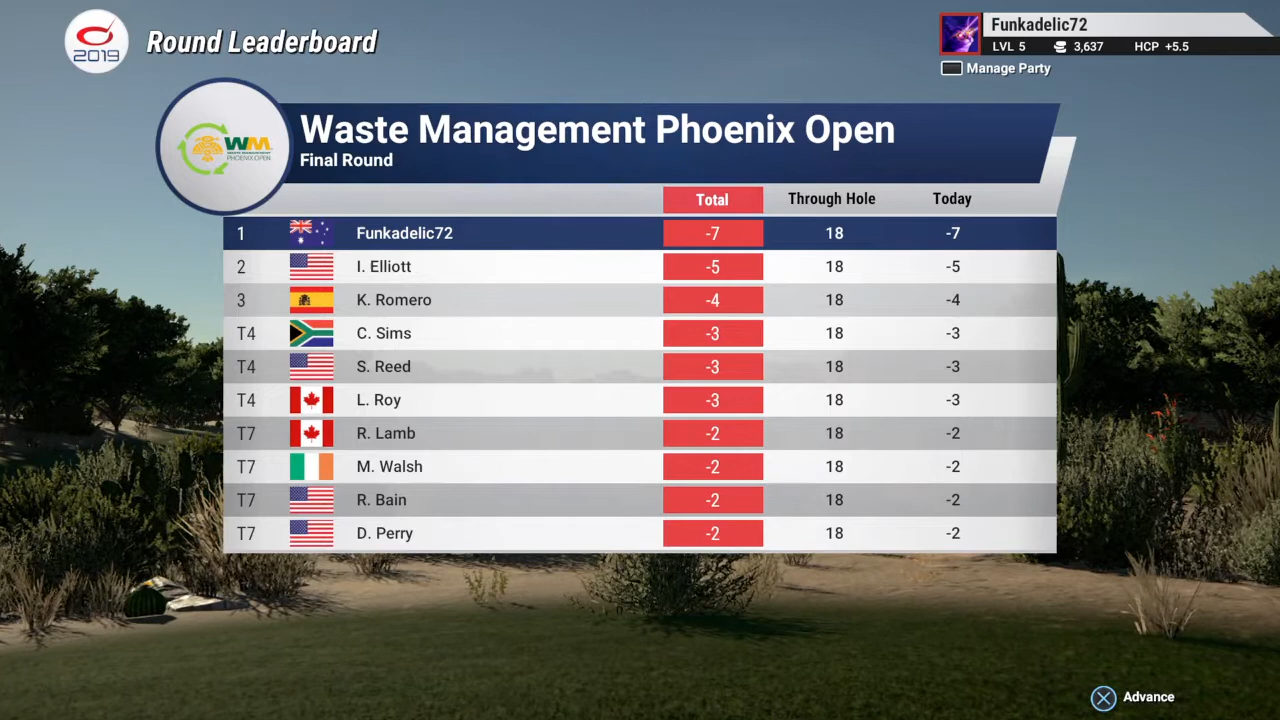 2019
Round Leaderboard
Funkadelic72
LVL 5 3,637 HCP +5.5
Manage Party
WM
WASTE MANAGEMENT
PHOENIX OPEN
Waste Management Phoenix Open
Final Round
Total Through Hole Today
1 Funkadelic72 -7 18 -7
2 I. Elliott -5 18 -5
3 K. Romero -4 18 -4
T4 C. Sims -3 18 -3
T4 S. Reed -3 18 -3
T4 L. Roy -3 18 -3
T7 R. Lamb -2 18 -2
T7 M. Walsh -2 18 -2
T7 R. Bain -2 18 -2
T7 D. Perry -2 18 -2
Advance